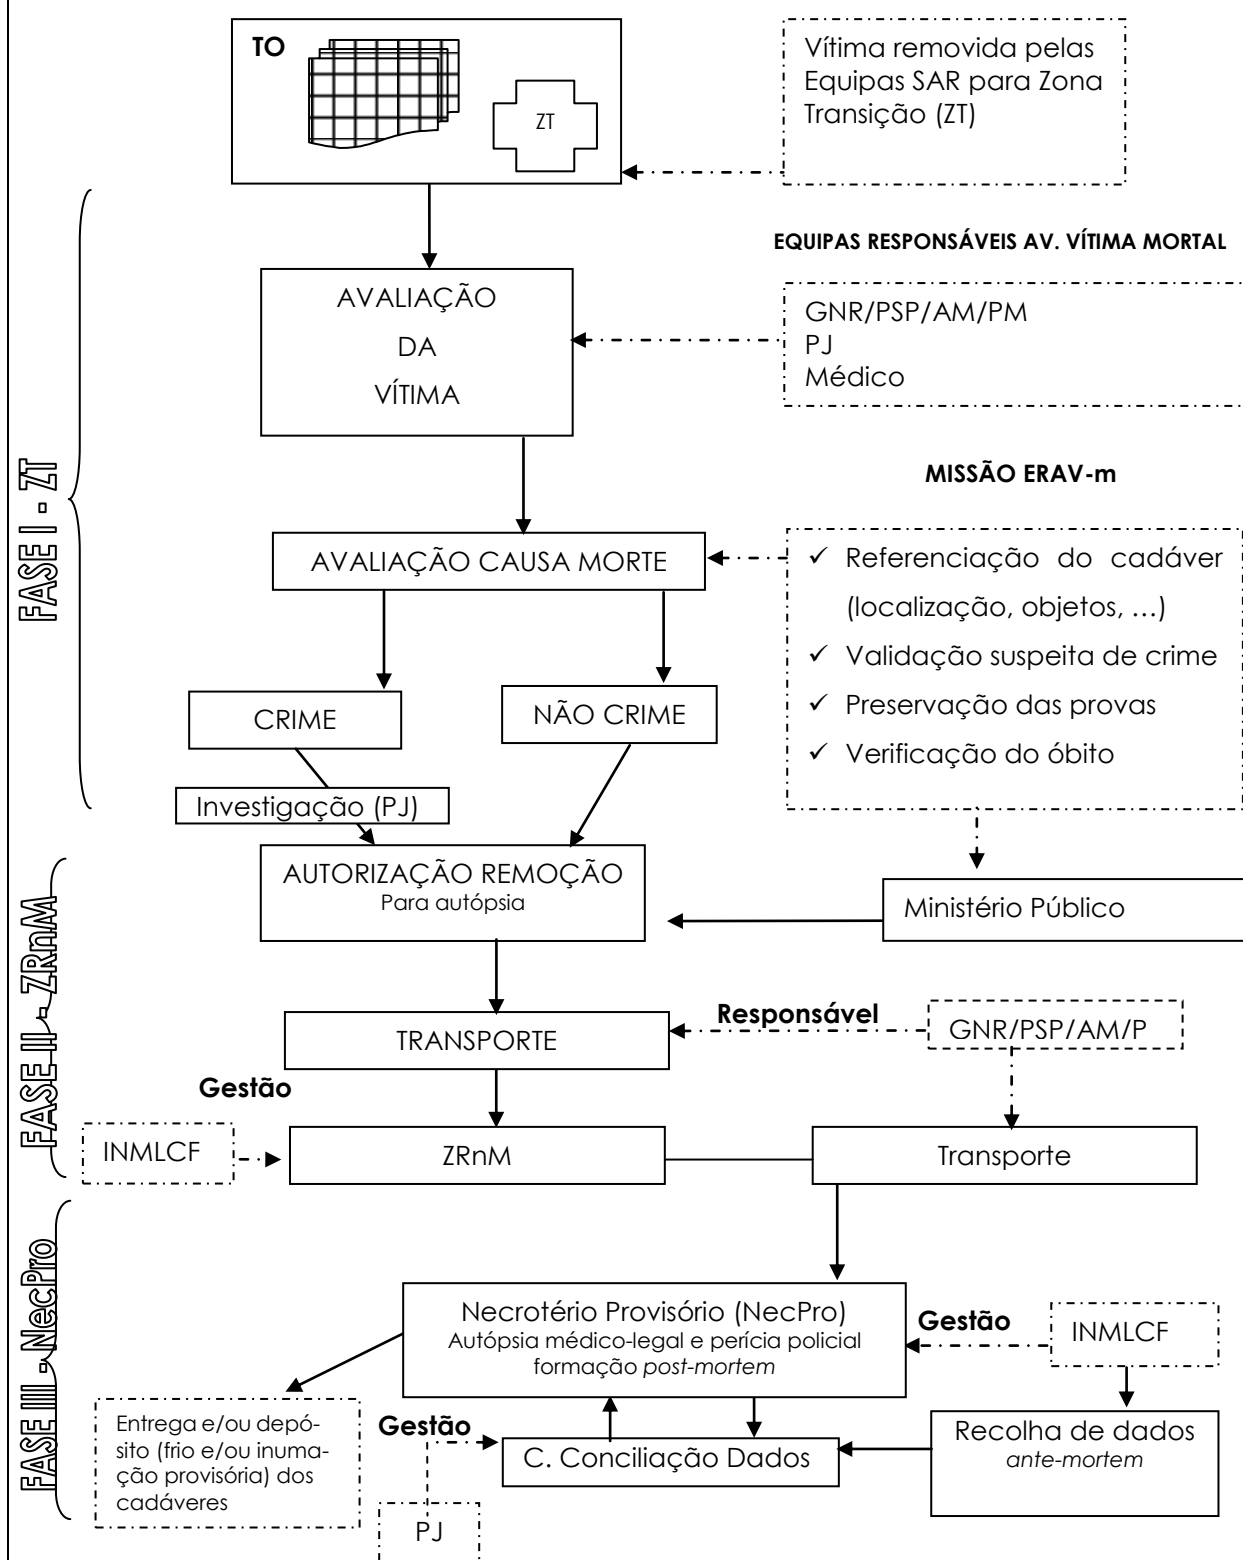 TO
ZT
Vítima removida pelas
Equipas SAR para Zona
Transição (ZT)
EQUIPAS RESPONSÁVEIS AV. VÍTIMA MORTAL
AVALIAÇÃO
DA
VÍTIMA
GNR/PSP/AM/PM
PJ
Médico
FASE I - ZT
MISSÃO ERAV-m
AVALIAÇÃO CAUSA MORTE
✓ Referenciação do cadáver
(localização, objetos, …)
✓ Validação suspeita de crime
✓ Preservação das provas
✓ Verificação do óbito
CRIME
NÃO CRIME
Investigação (PJ)
AUTORIZAÇÃO REMOÇÃO
Para autópsia
Ministério Público
FASE II - ZRnM
Responsável
GNR/PSP/AM/P
TRANSPORTE
Gestão
INMLCF
ZRnM
Transporte
FASE III - NecPro
Necrotério Provisório (NecPro)
Autópsia médico-legal e perícia policial
formação post-mortem
Gestão
INMLCF
Entrega e/ou depó-
sito (frio e/ou inuma-
ção provisória) dos
cadáveres
Gestão
C. Conciliação Dados
Recolha de dados
ante-mortem
PJ